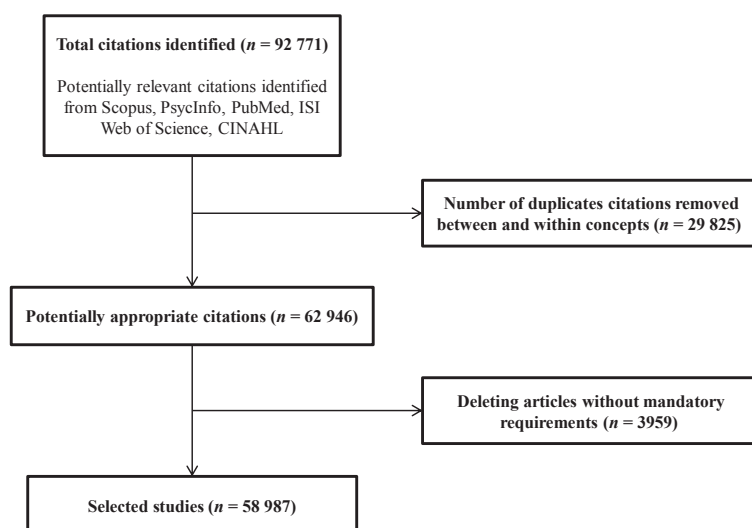 Total citations identified (n = 92 771)
Potentially relevant citations identified
from Scopus, PsycInfo, PubMed, ISI
Web of Science, CINAHL
Number of duplicates citations removed
between and within concepts (n = 29 825)
Potentially appropriate citations (n = 62 946)
Deleting articles without mandatory
requirements (n = 3959)
Selected studies (n = 58 987)